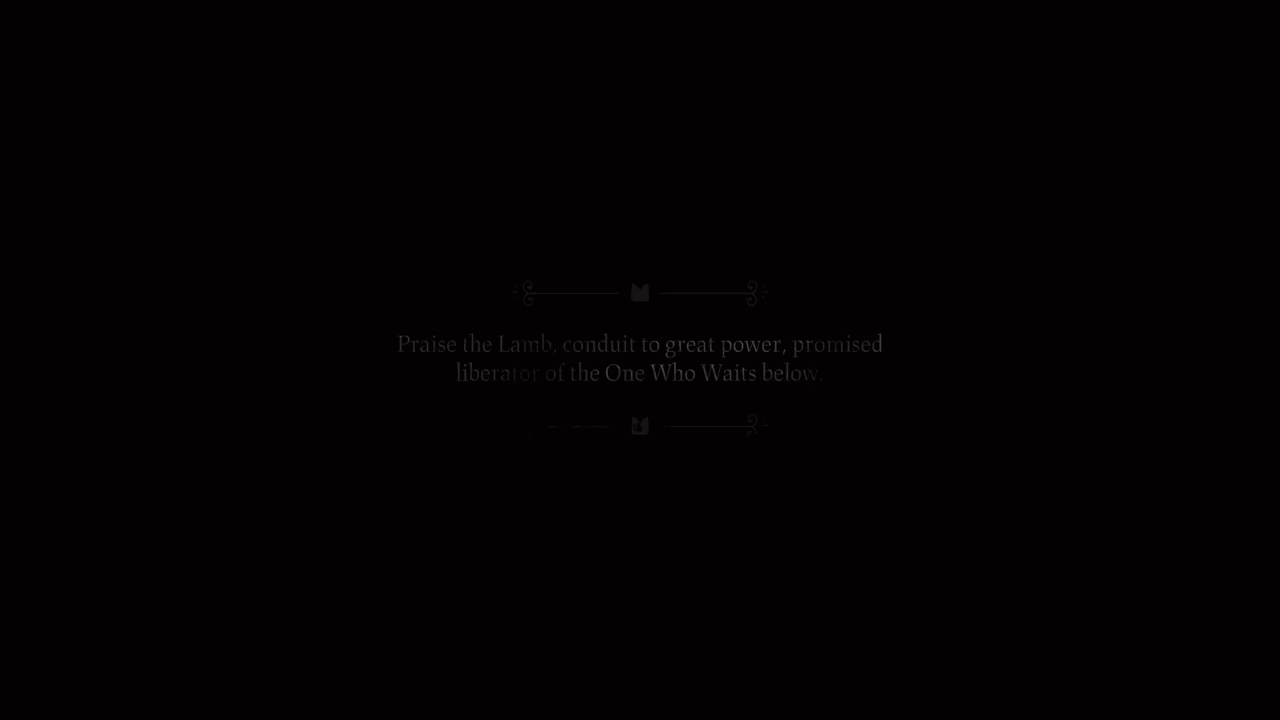 Praise the Lamb, conduit to great power, promised
liberator of the One Who Waits below.